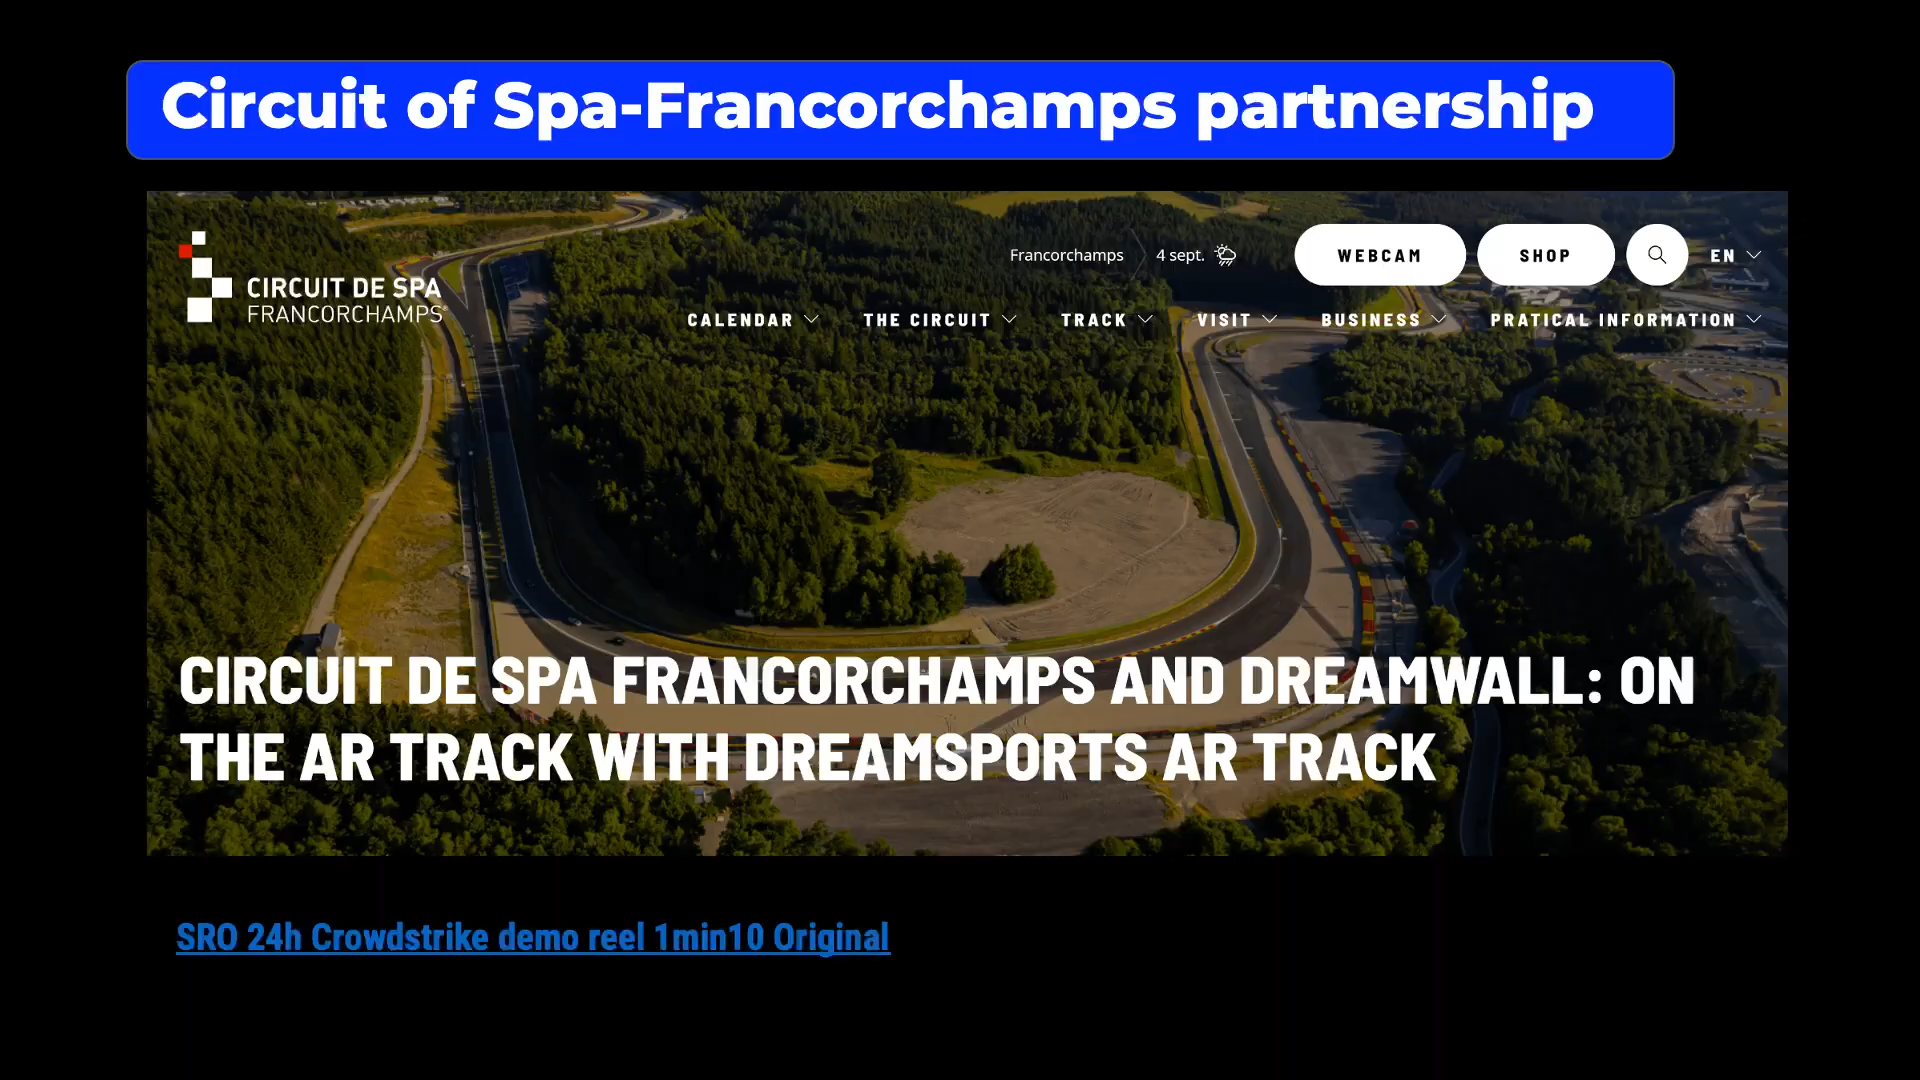 Circuit of Spa-Francorchamps partnership
CIRCUIT DE SPA
FRANCORCHAMPS
Francorchamps 4 sept. WEBCAM SHOP EN
CALENDAR THE CIRCUIT TRACK VISIT BUSINESS PRATICAL INFORMATION
CIRCUIT DE SPA FRANCORCHAMPS AND DREAMWALL: ON
THE AR TRACK WITH DREAMSPORTS AR TRACK
SRO 24h Crowdstrike demo reel 1min10 Original